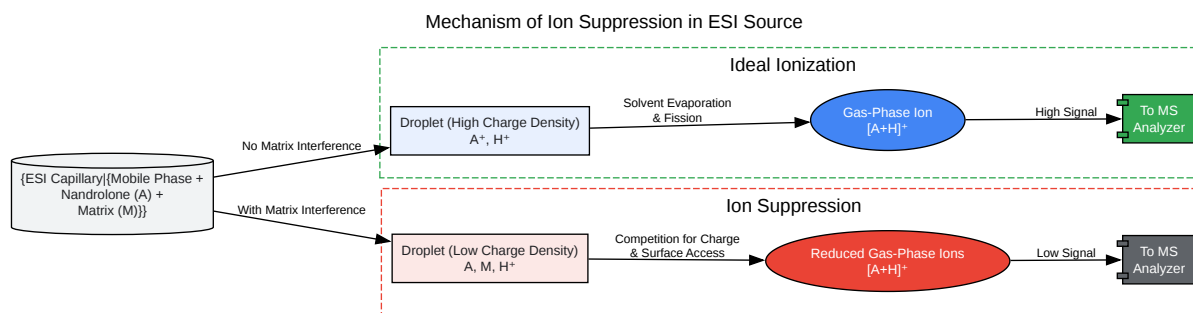 Mechanism of Ion Suppression in ESI Source
Ideal Ionization
Droplet (High Charge Density)
A⁺, H⁺
Solvent Evaporation
& Fission
Gas-Phase Ion
[A+H]⁺
High Signal
To MS
Analyzer
No Matrix Interference
{ESI Capillary|{Mobile Phase +
Nandrolone (A) +
Matrix (M)}}
With Matrix Interference
Ion Suppression
Droplet (Low Charge Density)
A, M, H⁺
Competition for Charge
& Surface Access
Reduced Gas-Phase Ions
[A+H]⁺
Low Signal
To MS
Analyzer